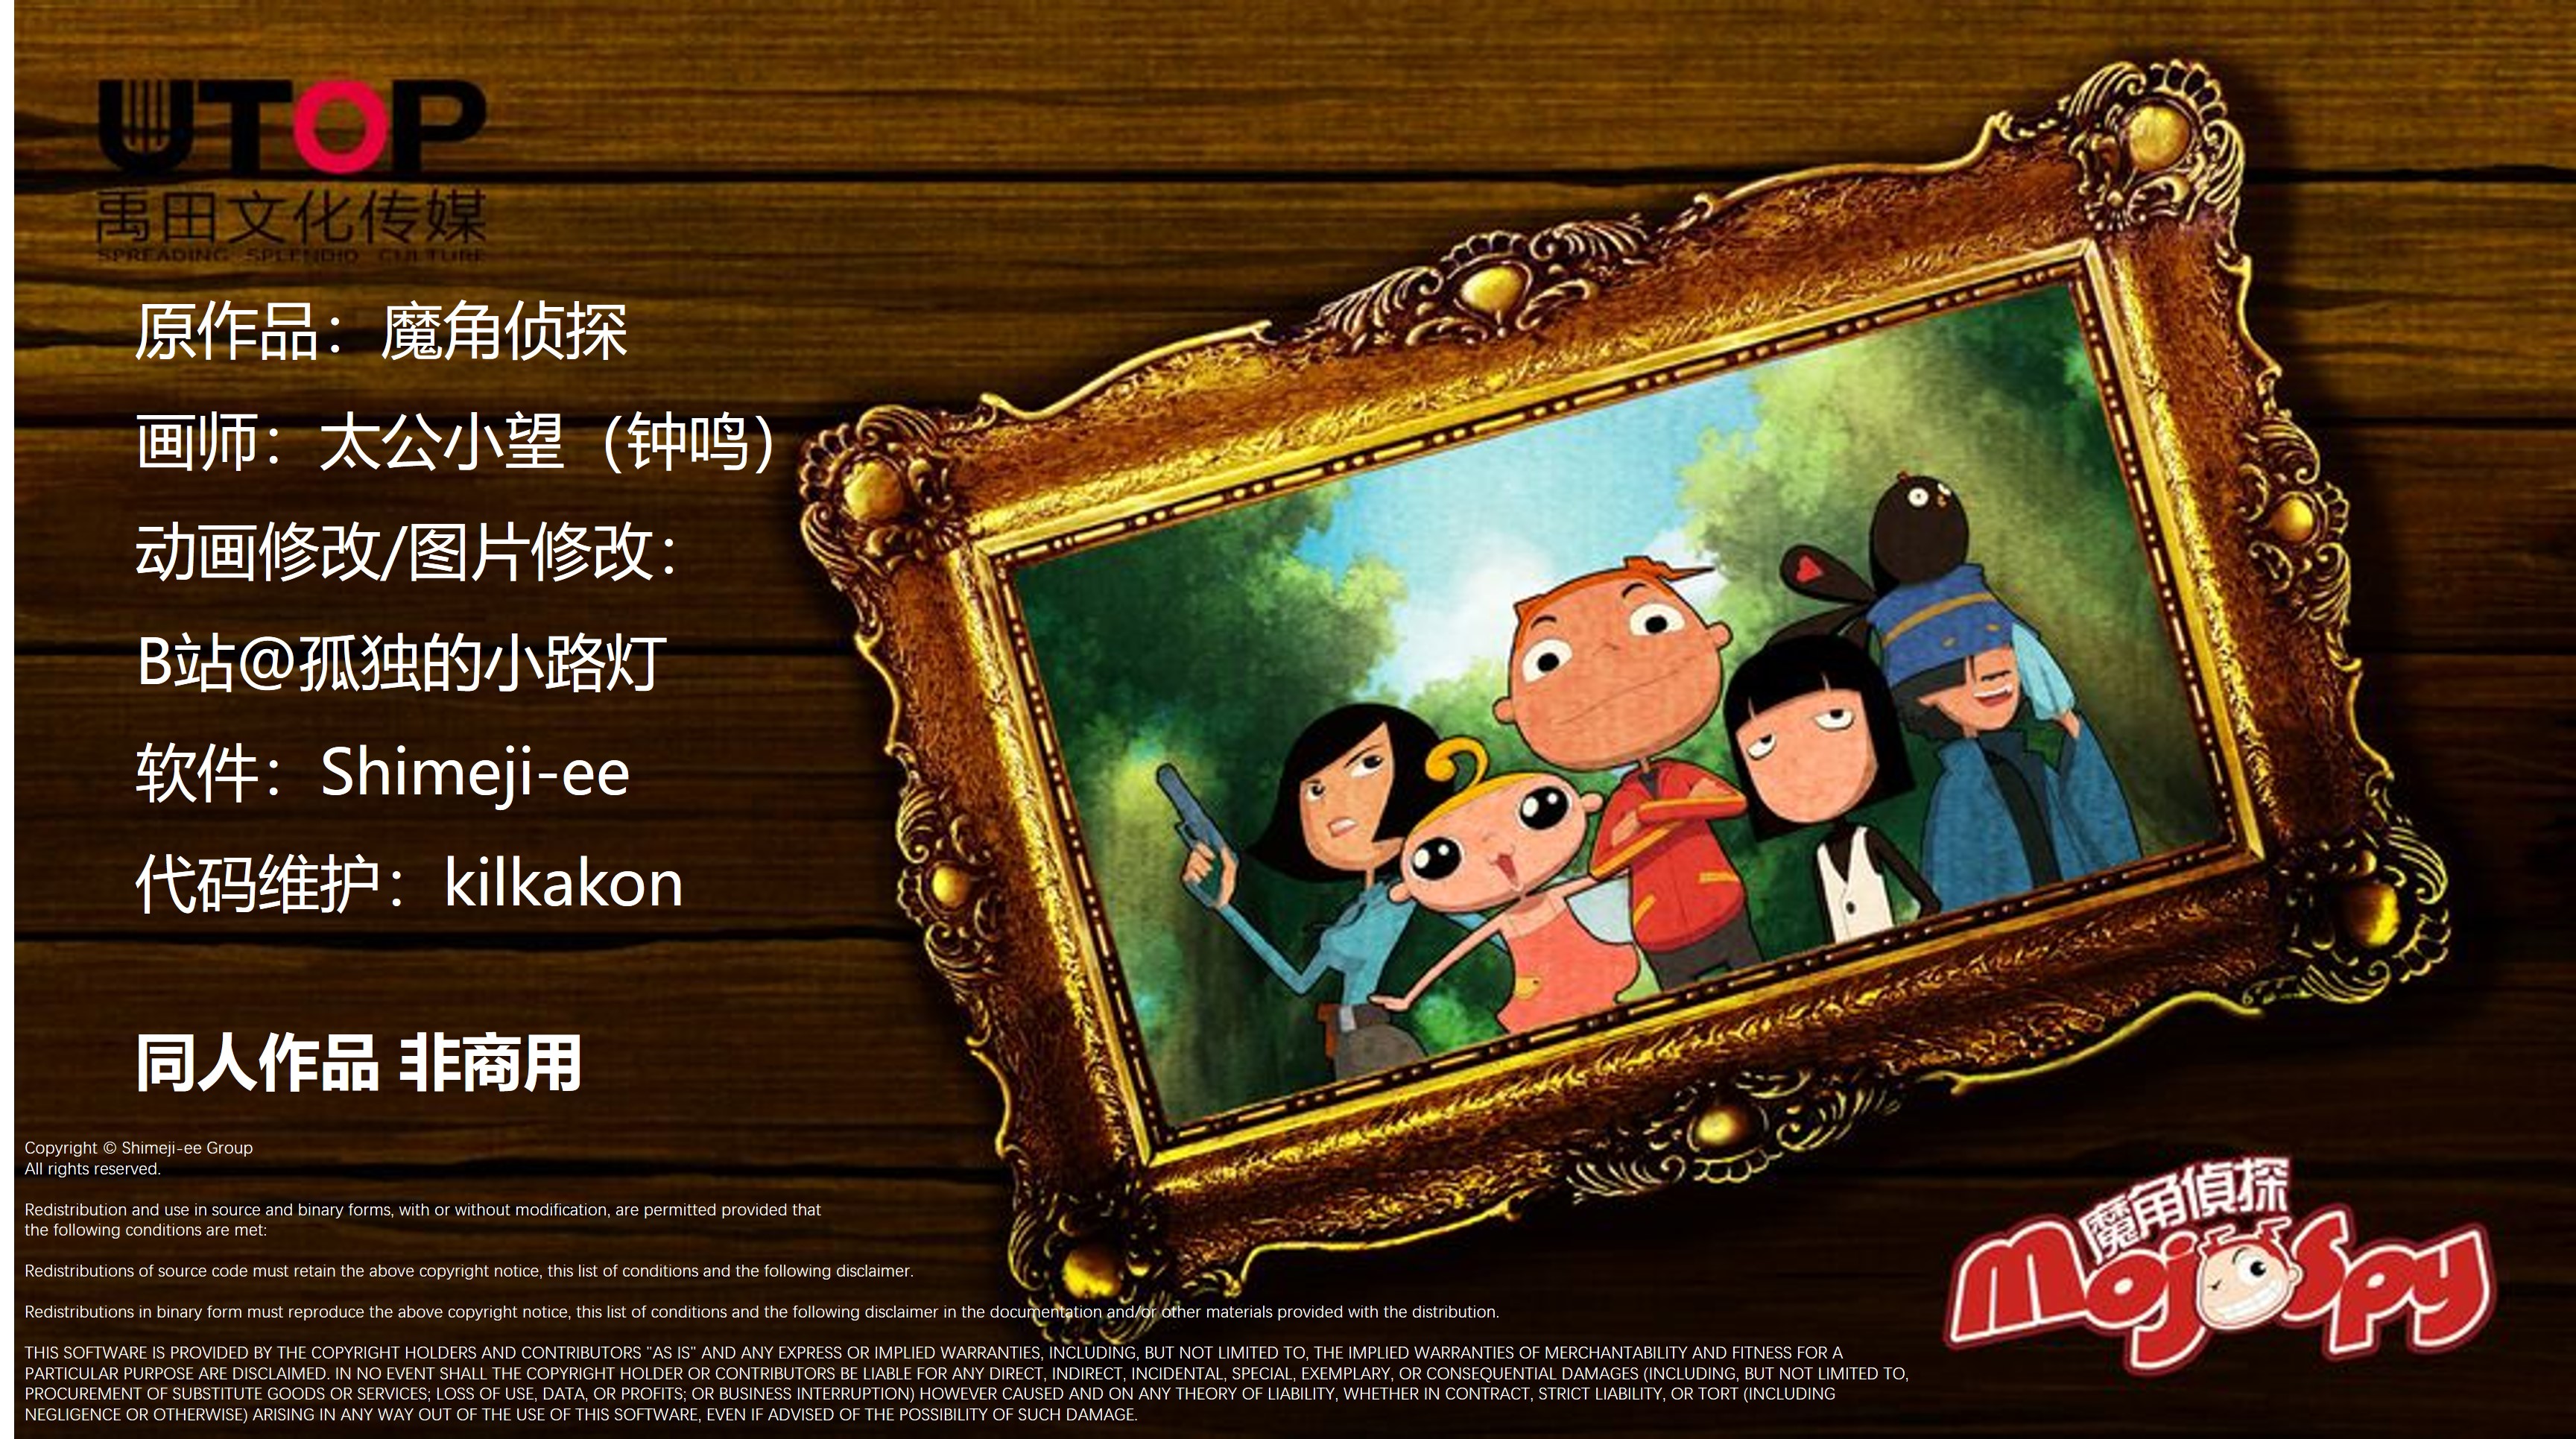 UTOP
禹田文化传媒
SPREADING SPLENDID CULTURE
原作品：魔角侦探
画师：太公小望（钟鸣）
动画修改/图片修改：
B站@孤独的小路灯
软件：Shimeji-ee
代码维护：kilkakon
同人作品 非商用
Copyright © Shimeji-ee Group
All rights reserved.
Redistribution and use in source and binary forms, with or without modification, are permitted provided that
the following conditions are met:
Redistributions of source code must retain the above copyright notice, this list of conditions and the following disclaimer.
Redistributions in binary form must reproduce the above copyright notice, this list of conditions and the following disclaimer in the documentation and/or other materials provided with the distribution.
THIS SOFTWARE IS PROVIDED BY THE COPYRIGHT HOLDERS AND CONTRIBUTORS "AS IS" AND ANY EXPRESS OR IMPLIED WARRANTIES, INCLUDING, BUT NOT LIMITED TO, THE IMPLIED WARRANTIES OF MERCHANTABILITY AND FITNESS FOR A
PARTICULAR PURPOSE ARE DISCLAIMED. IN NO EVENT SHALL THE COPYRIGHT HOLDER OR CONTRIBUTORS BE LIABLE FOR ANY DIRECT, INDIRECT, INCIDENTAL, SPECIAL, EXEMPLARY, OR CONSEQUENTIAL DAMAGES (INCLUDING, BUT NOT LIMITED TO,
PROCUREMENT OF SUBSTITUTE GOODS OR SERVICES; LOSS OF USE, DATA, OR PROFITS; OR BUSINESS INTERRUPTION) HOWEVER CAUSED AND ON ANY THEORY OF LIABILITY, WHETHER IN CONTRACT, STRICT LIABILITY, OR TORT (INCLUDING
NEGLIGENCE OR OTHERWISE) ARISING IN ANY WAY OUT OF THE USE OF THIS SOFTWARE, EVEN IF ADVISED OF THE POSSIBILITY OF SUCH DAMAGE.
魔角偵探
Mojo Spy